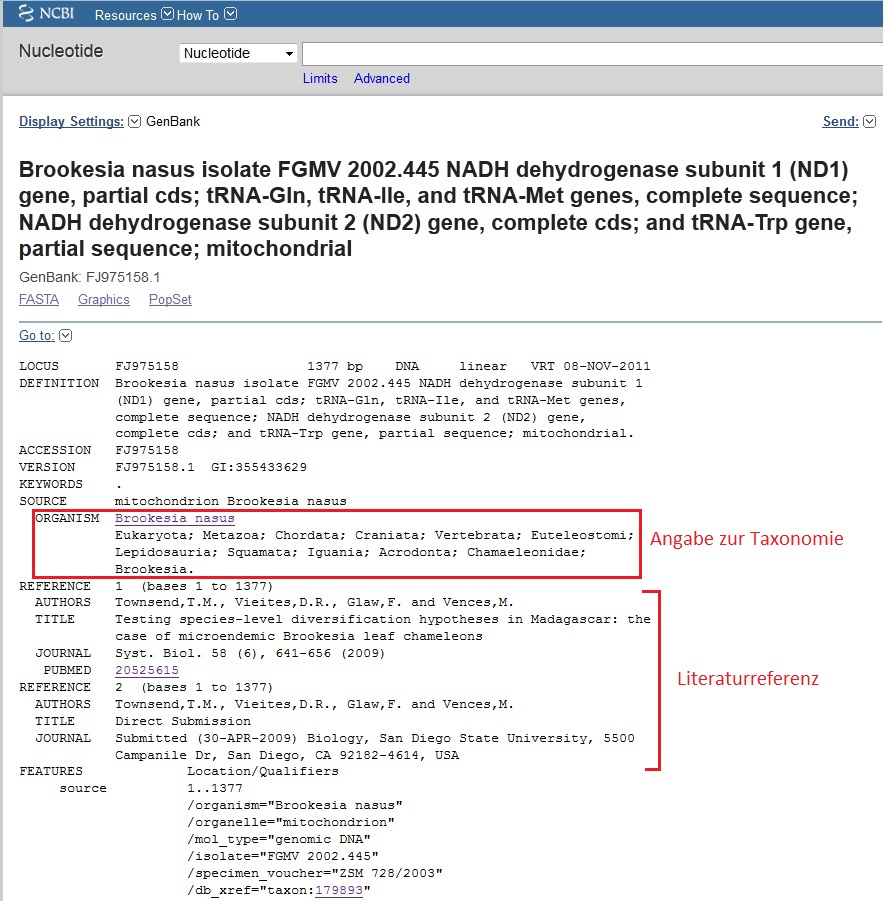 NCBI Resources How To
Nucleotide Nucleotide
Limits Advanced
Display Settings: GenBank Send:
Brookesia nasus isolate FGMV 2002.445 NADH dehydrogenase subunit 1 (ND1)
gene, partial cds; tRNA-Gln, tRNA-Ile, and tRNA-Met genes, complete sequence;
NADH dehydrogenase subunit 2 (ND2) gene, complete cds; and tRNA-Trp gene,
partial sequence; mitochondrial
GenBank: FJ975158.1
FASTA Graphics PopSet
Go to:
LOCUS FJ975158 1377 bp DNA linear VRT 08-NOV-2011
DEFINITION Brookesia nasus isolate FGMV 2002.445 NADH dehydrogenase subunit 1
(ND1) gene, partial cds; tRNA-Gln, tRNA-Ile, and tRNA-Met genes,
complete sequence; NADH dehydrogenase subunit 2 (ND2) gene,
complete cds; and tRNA-Trp gene, partial sequence; mitochondrial.
ACCESSION FJ975158
VERSION FJ975158.1 GI:355433629
KEYWORDS .
SOURCE mitochondrion Brookesia nasus
ORGANISM Brookesia nasus
Eukaryota; Metazoa; Chordata; Craniata; Vertebrata; Euteleostomi;
Lepidosauria; Squamata; Iguania; Acrodonta; Chamaeleonidae;
Brookesia.
Angabe zur Taxonomie
REFERENCE 1 (bases 1 to 1377)
AUTHORS Townsend,T.M., Vieites,D.R., Glaw,F. and Vences,M.
TITLE Testing species-level diversification hypotheses in Madagascar: the
case of microendemic Brookesia leaf chameleons
JOURNAL Syst. Biol. 58 (6), 641-656 (2009)
PUBMED 20525615
REFERENCE 2 (bases 1 to 1377)
AUTHORS Townsend,T.M., Vieites,D.R., Glaw,F. and Vences,M.
TITLE Direct Submission
JOURNAL Submitted (30-APR-2009) Biology, San Diego State University, 5500
Campanile Dr, San Diego, CA 92182-4614, USA
Literaturreferenz
FEATURES Location/Qualifiers
source 1..1377
/organism="Brookesia nasus"
/organelle="mitochondrion"
/mol_type="genomic DNA"
/isolate="FGMV 2002.445"
/specimen_voucher="ZSM 728/2003"
/db_xref="taxon:179893"